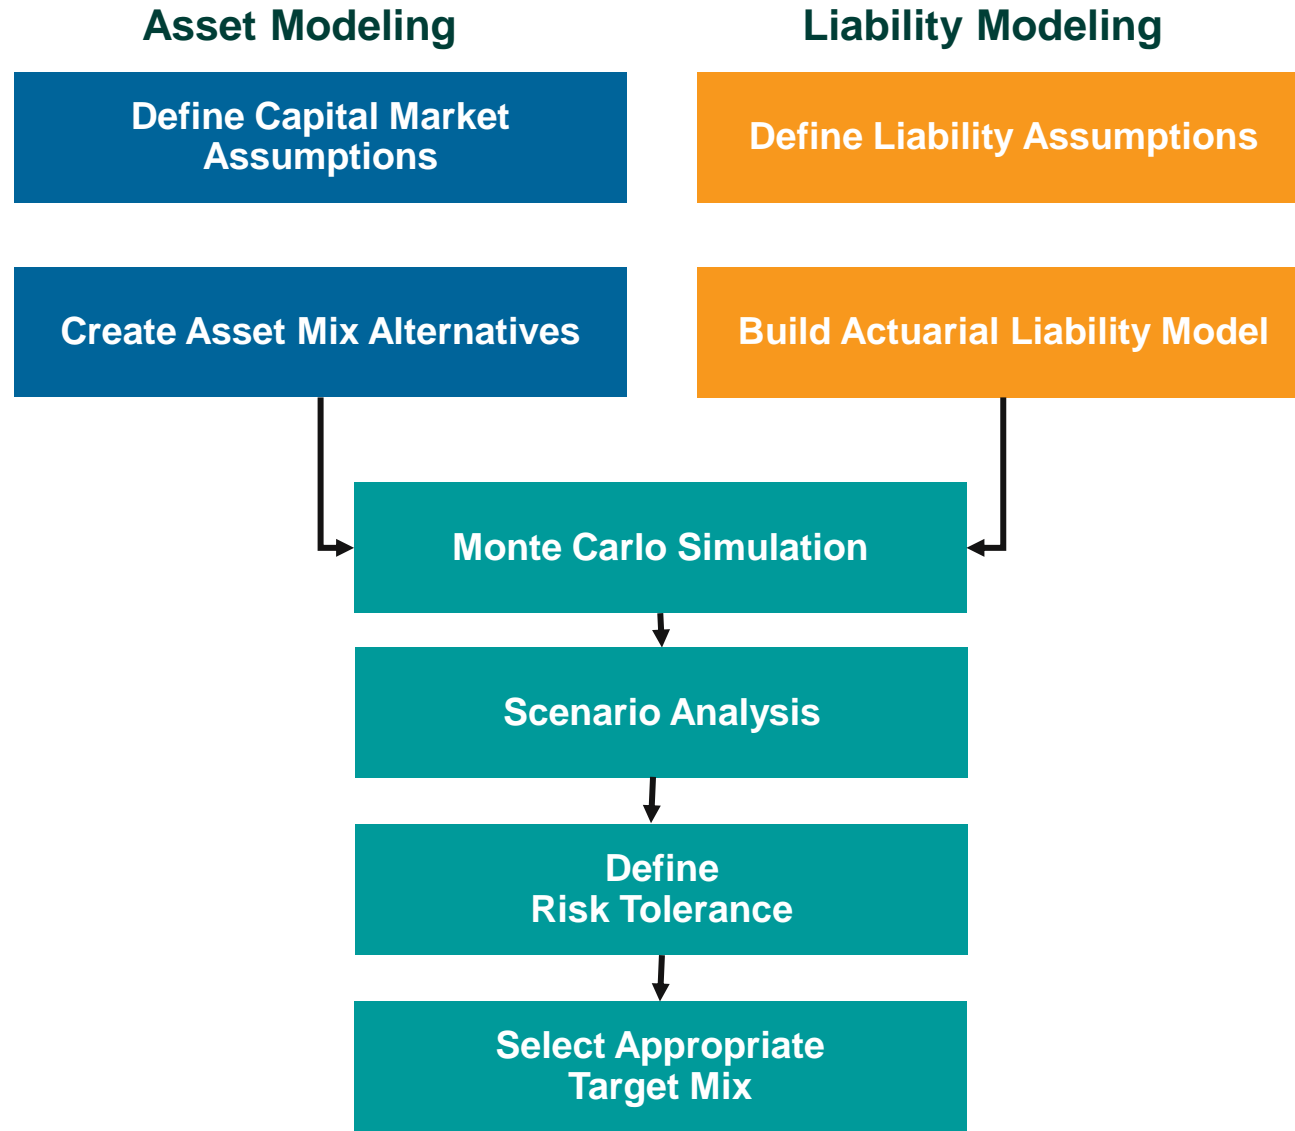 Asset Modeling
Liability Modeling
Define Capital Market
Assumptions
Define Liability Assumptions
Create Asset Mix Alternatives
Build Actuarial Liability Model
Monte Carlo Simulation
Scenario Analysis
Define
Risk Tolerance
Select Appropriate
Target Mix